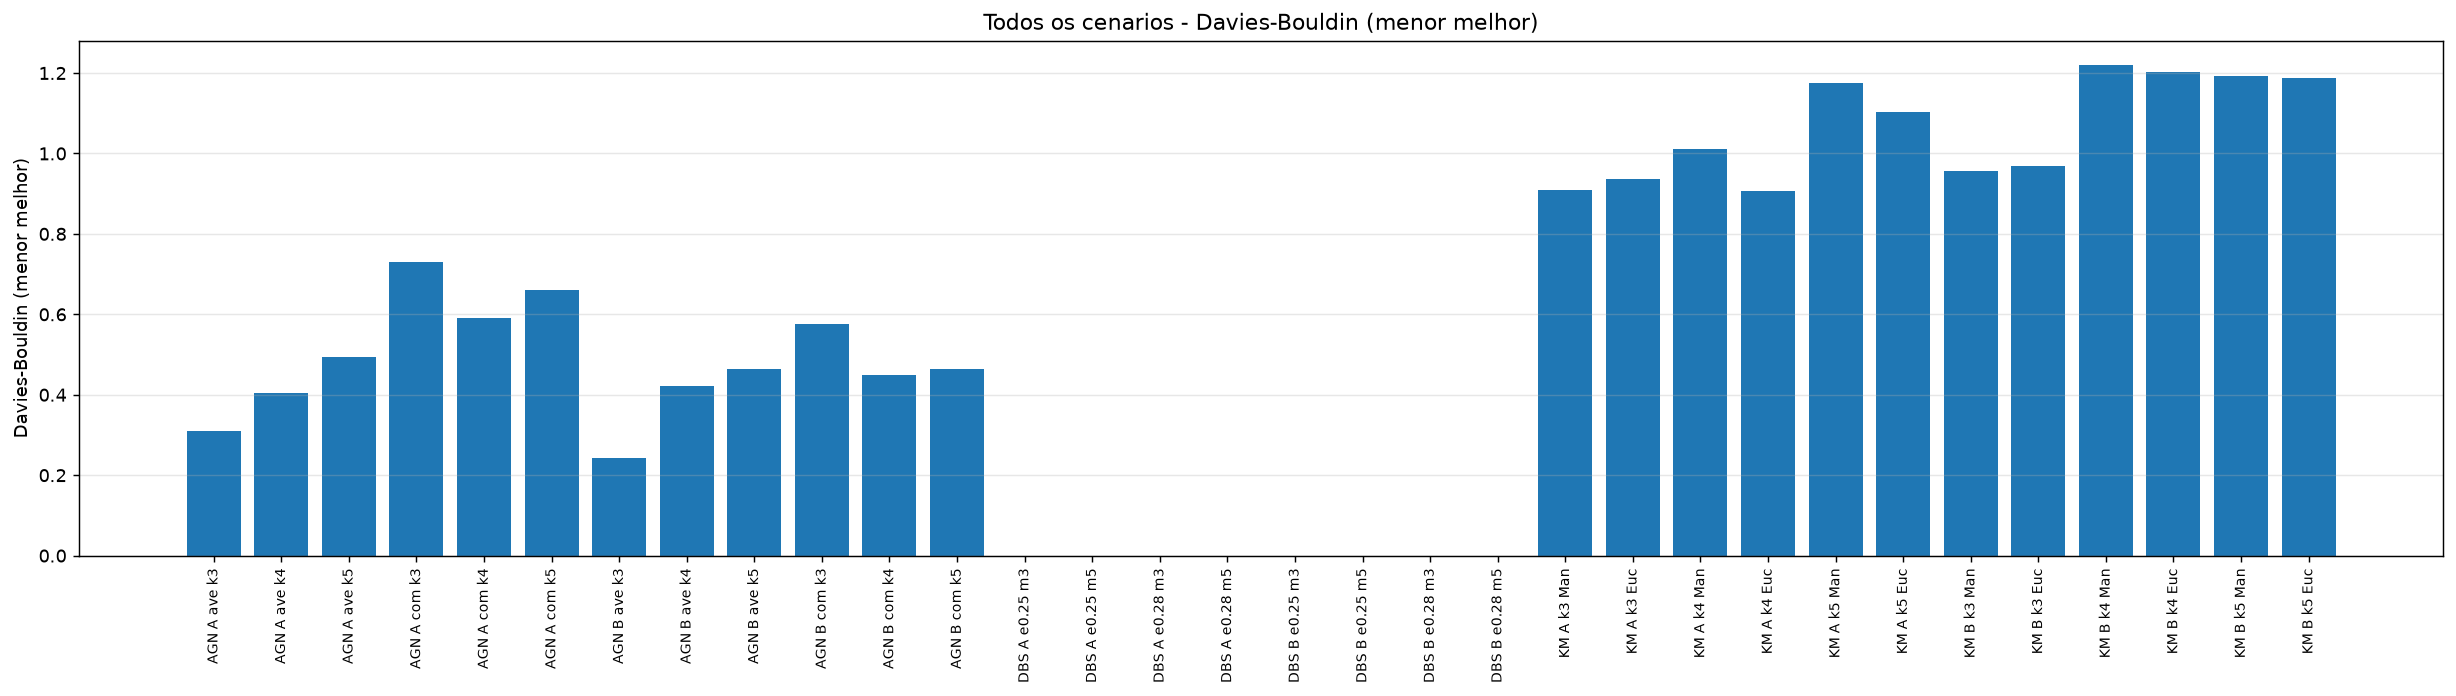 Todos os cenarios - Davies-Bouldin (menor melhor)
Davies-Bouldin (menor melhor)
1.2
1.0
0.8
0.6
0.4
0.2
0.0
AGN A ave k3
AGN A ave k4
AGN A ave k5
AGN A com k3
AGN A com k4
AGN A com k5
AGN B ave k3
AGN B ave k4
AGN B ave k5
AGN B com k3
AGN B com k4
AGN B com k5
DBS A e0.25 m3
DBS A e0.25 m5
DBS A e0.28 m3
DBS A e0.28 m5
DBS B e0.25 m3
DBS B e0.25 m5
DBS B e0.28 m3
DBS B e0.28 m5
KM A k3 Man
KM A k3 Euc
KM A k4 Man
KM A k4 Euc
KM A k5 Man
KM A k5 Euc
KM B k3 Man
KM B k3 Euc
KM B k4 Man
KM B k4 Euc
KM B k5 Man
KM B k5 Euc